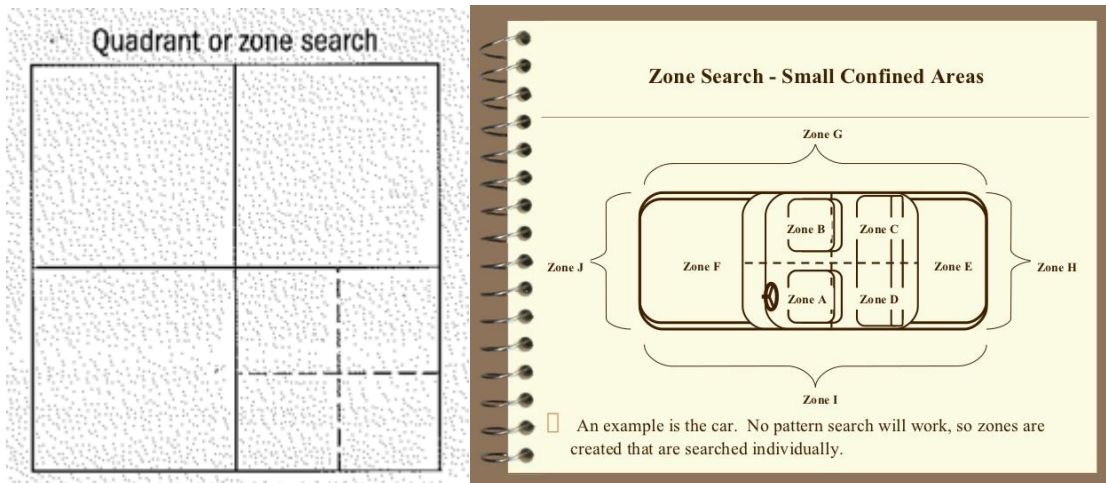 Quadrant or zone search
Zone Search - Small Confined Areas
Zone G
Zone B
Zone C
Zone J
Zone F
Zone E
Zone H
Zone A
Zone D
Zone I
An example is the car. No pattern search will work, so zones are
created that are searched individually.